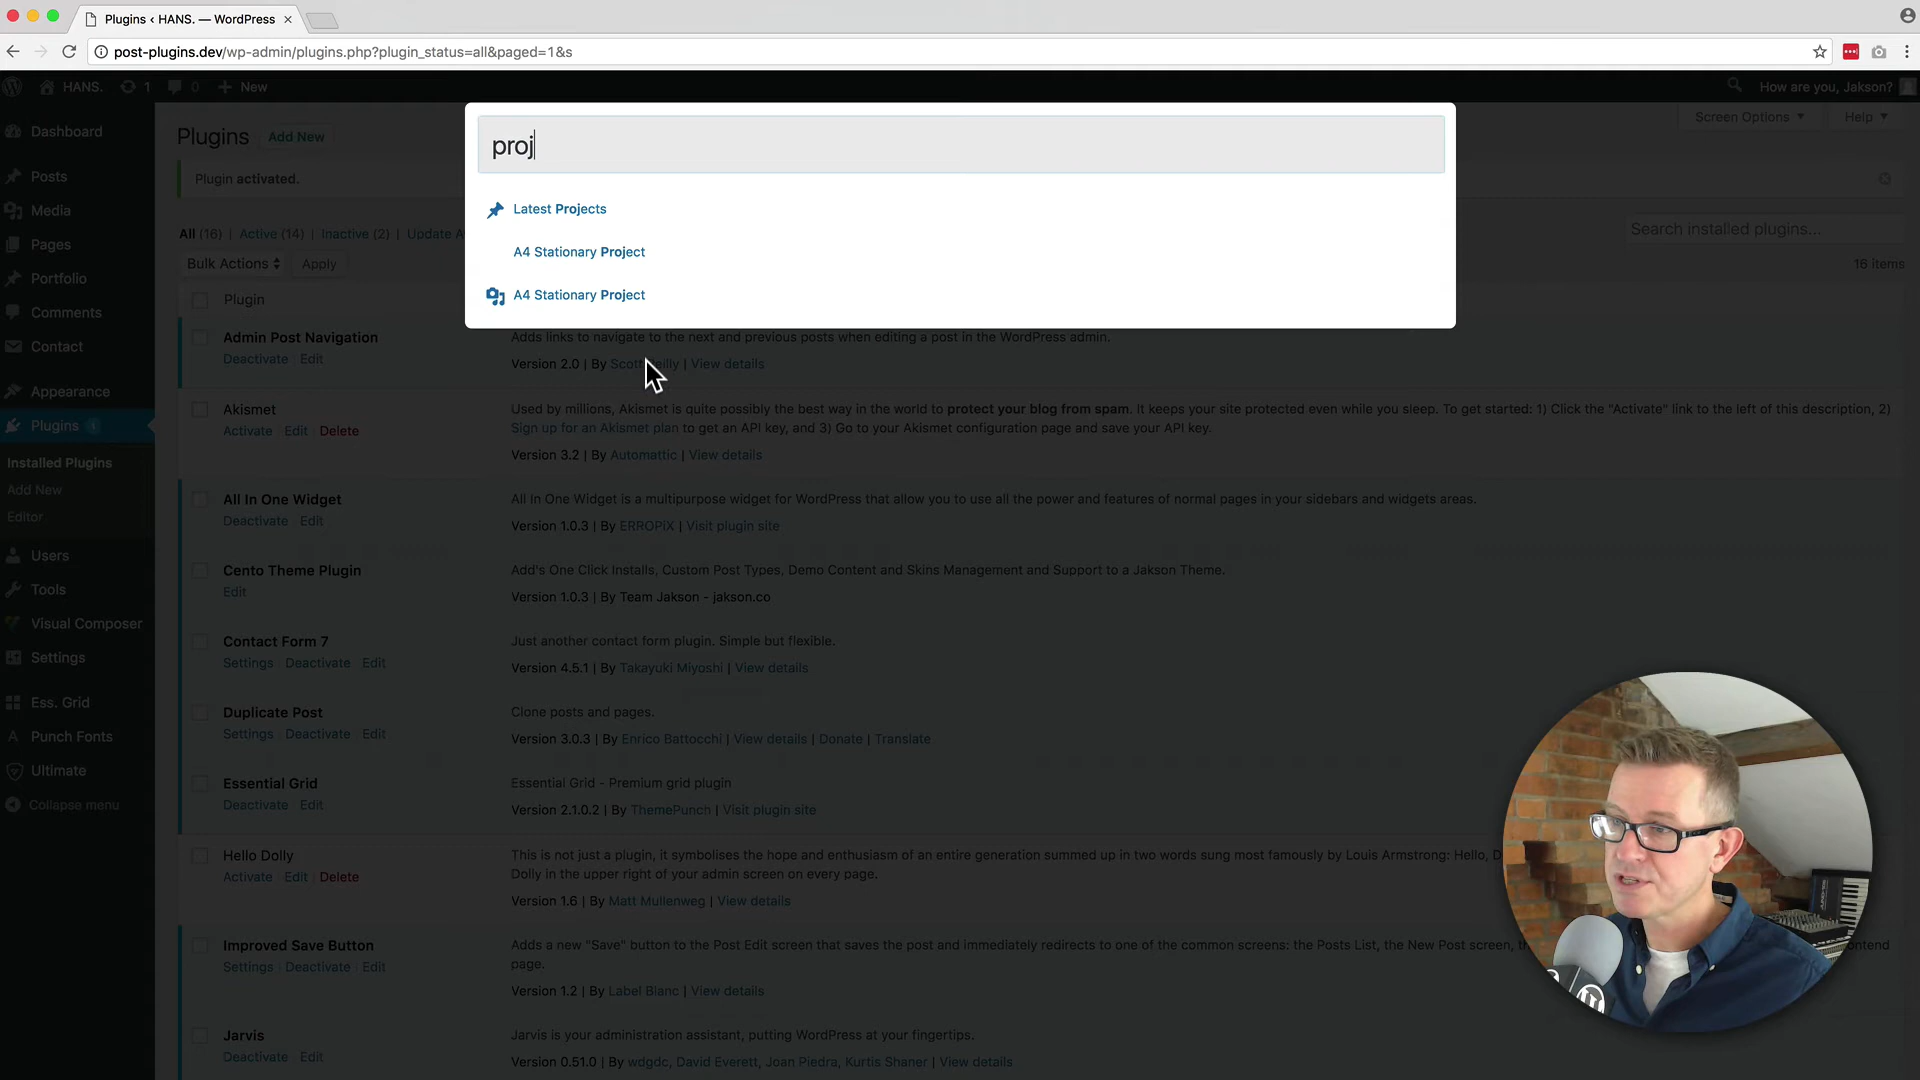 Plugins ‹ HANS. — WordPress
post-plugins.dev/wp-admin/plugins.php?plugin_status=all&paged=1&s
HANS. 1 0 New How are you, Jakson?
proj
Latest Projects
A4 Stationary Project
A4 Stationary Project
Dashboard
Posts
Media
Pages
Portfolio
Comments
Contact
Appearance
Plugins 1
Installed Plugins
Add New
Editor
Users
Tools
Visual Composer
Settings
Ess. Grid
Punch Fonts
Ultimate
Collapse menu
Plugins Add New
Screen Options Help
Plugin activated.
All (16) | Active (14) | Inactive (2) | Update A
Search installed plugins...
Bulk Actions Apply
16 items
Plugin
Admin Post Navigation
Deactivate | Edit
Adds links to navigate to the next and previous posts when editing a post in the WordPress admin.
Version 2.0 | By Scott | View details
Akismet
Activate | Edit | Delete
Used by millions, Akismet is quite possibly the best way in the world to protect your blog from spam. It keeps your site protected even while you sleep. To get started: 1) Click the "Activate" link to the left of this description, 2)
Sign up for an Akismet plan to get an API key, and 3) Go to your Akismet configuration page and save your API key.
Version 3.2 | By Automattic | View details
All In One Widget
Deactivate | Edit
All In One Widget is a multipurpose widget for WordPress that allow you to use all the power and features of normal pages in your sidebars and widgets areas.
Version 1.0.3 | By ERROPiX | Visit plugin site
Cento Theme Plugin
Edit
Add's One Click Installs, Custom Post Types, Demo Content and Skins Management and Support to a Jakson Theme.
Version 1.0.3 | By Team Jakson - jakson.co
Contact Form 7
Settings | Deactivate | Edit
Just another contact form plugin. Simple but flexible.
Version 4.5.1 | By Takayuki Miyoshi | View details
Duplicate Post
Settings | Deactivate | Edit
Clone posts and pages.
Version 3.0.3 | By Enrico Battocchi | View details | Donate | Translate
Essential Grid
Deactivate | Edit
Essential Grid - Premium grid plugin
Version 2.1.0.2 | By ThemePunch | Visit plugin site
Hello Dolly
Activate | Edit | Delete
This is not just a plugin, it symbolises the hope and enthusiasm of an entire generation summed up in two words sung most famously by Louis Armstrong: Hello, D
Dolly in the upper right of your admin screen on every page.
Version 1.6 | By Matt Mullenweg | View details
Improved Save Button
Settings | Deactivate | Edit
Adds a new "Save" button to the Post Edit screen that saves the post and immediately redirects to one of the common screens: the Posts List, the New Post screen,
page.
Version 1.2 | By Label Blanc | View details
Jarvis
Deactivate | Edit
Jarvis is your administration assistant, putting WordPress at your fingertips.
Version 0.51.0 | By wdgdc, David Everett, Joan Piedra, Kurtis Shaner | View details